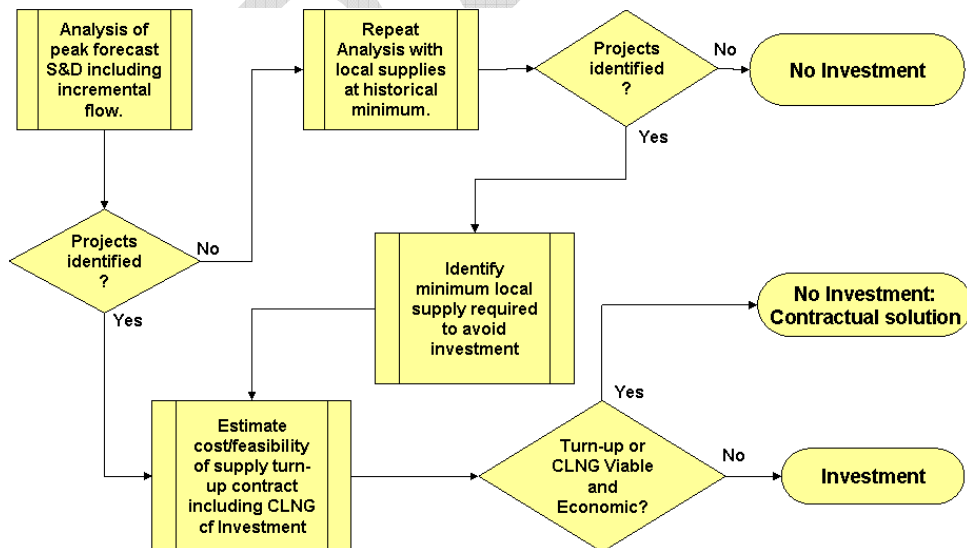 Analysis of
peak forecast
S&D including
incremental
flow.
Repeat
Analysis with
local supplies
at historical
minimum.
Projects
identified
?
No
No Investment
Yes
Projects
identified
?
No
Yes
Identify
minimum local
supply required
to avoid
investment
No Investment:
Contractual solution
Yes
Estimate
cost/feasibility
of supply turn-
up contract
including CLNG
cf Investment
Turn-up or
CLNG Viable
and
Economic?
No
Investment